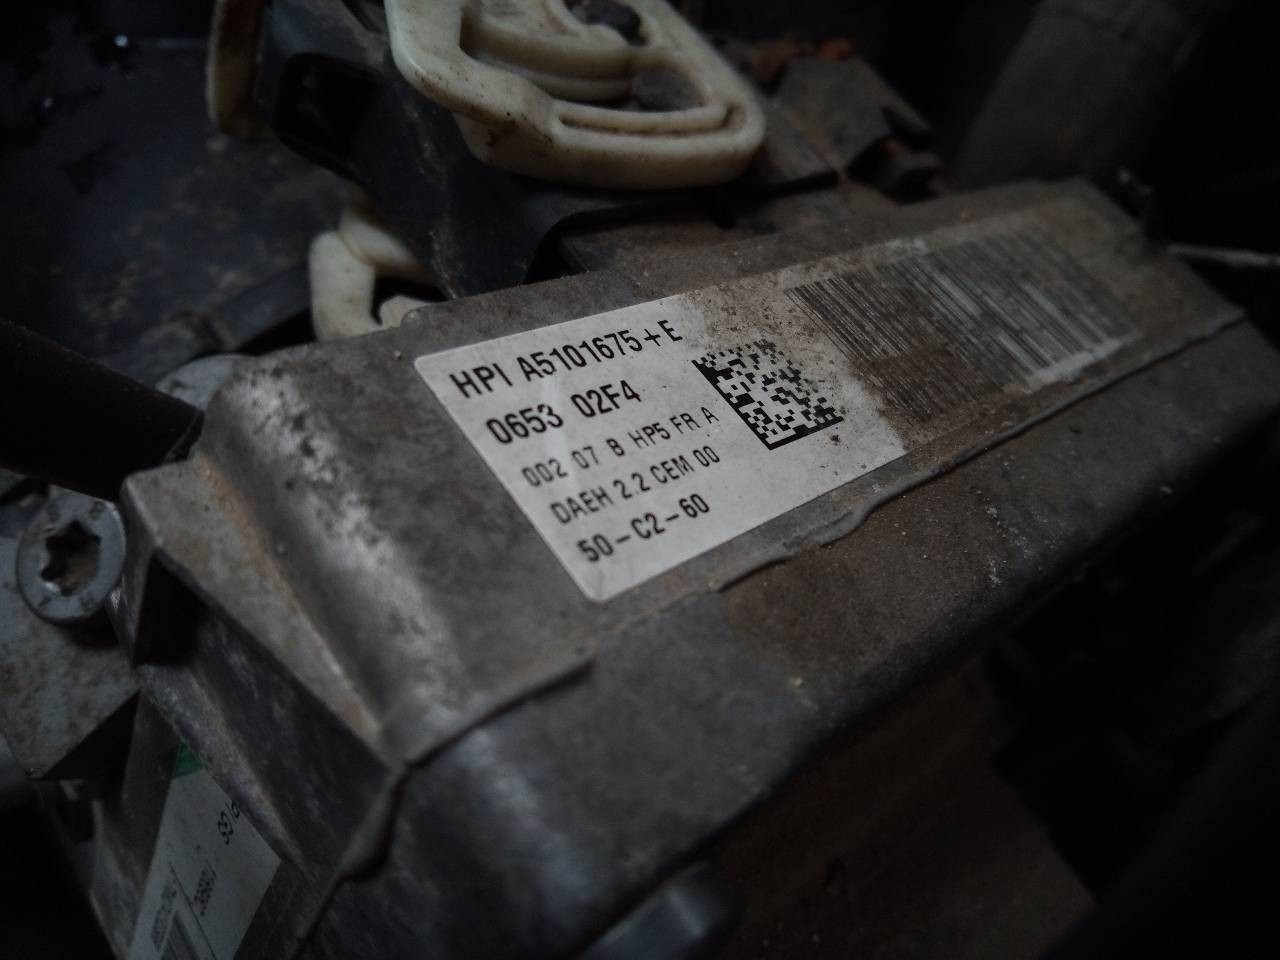 HPI A5101675+E
0653 02F4
002 07 B HP5 FR A
DAEH 2.2 CEM 00
50-C2-60